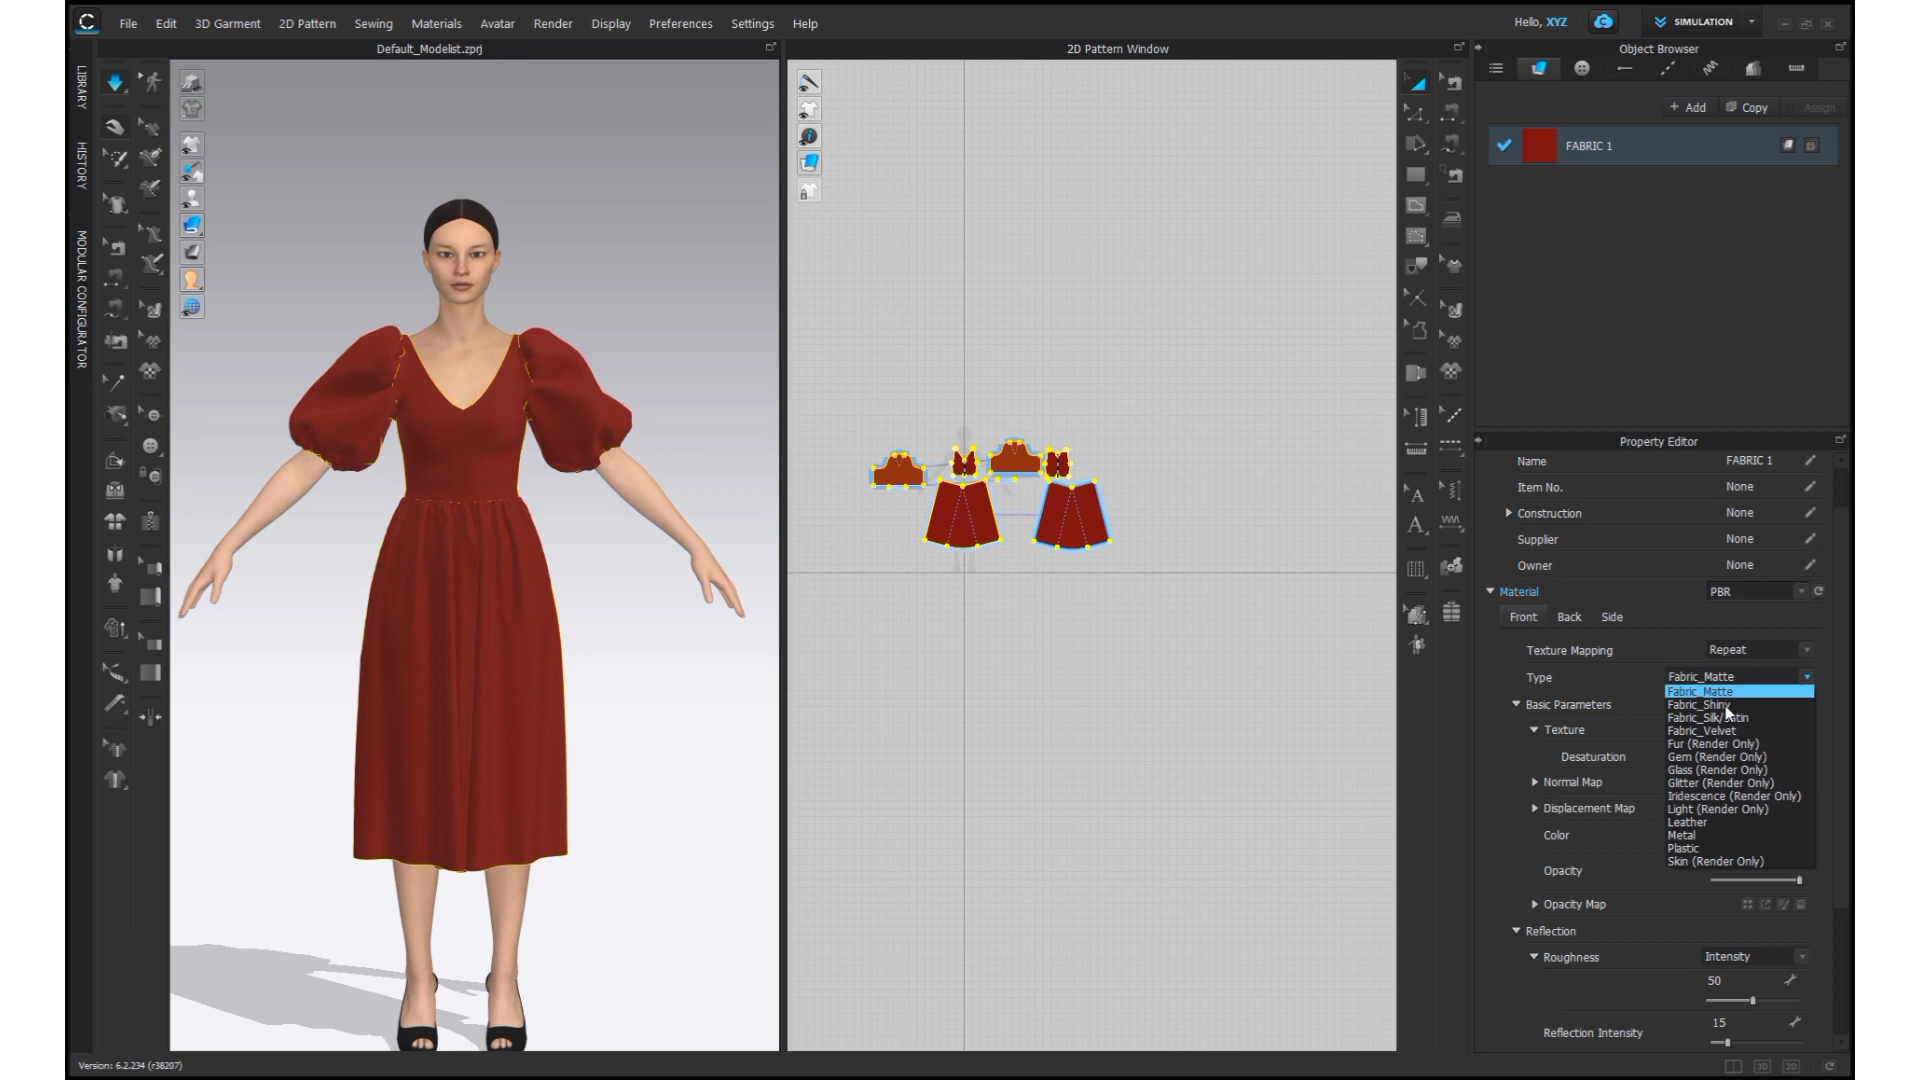 File Edit 3D Garment 2D Pattern Sewing Materials Avatar Render Display Preferences Settings Help
Hello, XYZ
SIMULATION
Default_Modelist.zprj
2D Pattern Window
Object Browser
LIBRARY
HISTORY
MODULAR CONFIGURATOR
+ Add
Copy
Assign
FABRIC 1
Property Editor
Name FABRIC 1
Item No. None
Construction None
Supplier None
Owner None
Material PBR
Front Back Side
Texture Mapping Repeat
Type Fabric_Matte
Fabric_Matte
Fabric_Shiny
Fabric_Silk/Satin
Fabric_Velvet
Fur (Render Only)
Gem (Render Only)
Glass (Render Only)
Glitter (Render Only)
Iridescence (Render Only)
Light (Render Only)
Leather
Metal
Plastic
Skin (Render Only)
Basic Parameters
Texture
Desaturation
Normal Map
Displacement Map
Color
Opacity
Opacity Map
Reflection
Roughness Intensity
50
15
Reflection Intensity
Version: 6.2.234 (r38207)
3D
2D